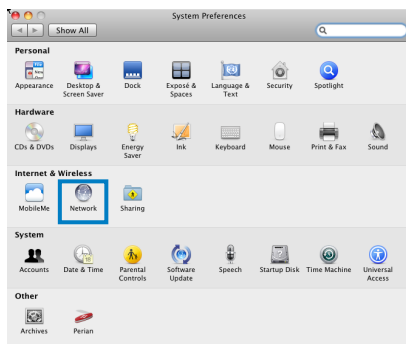 System Preferences
Show All
Personal
Appearance Desktop & Screen Saver Dock Exposé & Spaces Language & Text Security Spotlight
Hardware
CDs & DVDs Displays Energy Saver Ink Keyboard Mouse Print & Fax Sound
Internet & Wireless
MobileMe Network Sharing
System
Accounts Date & Time Parental Controls Software Update Speech Startup Disk Time Machine Universal Access
Other
Archives Perian